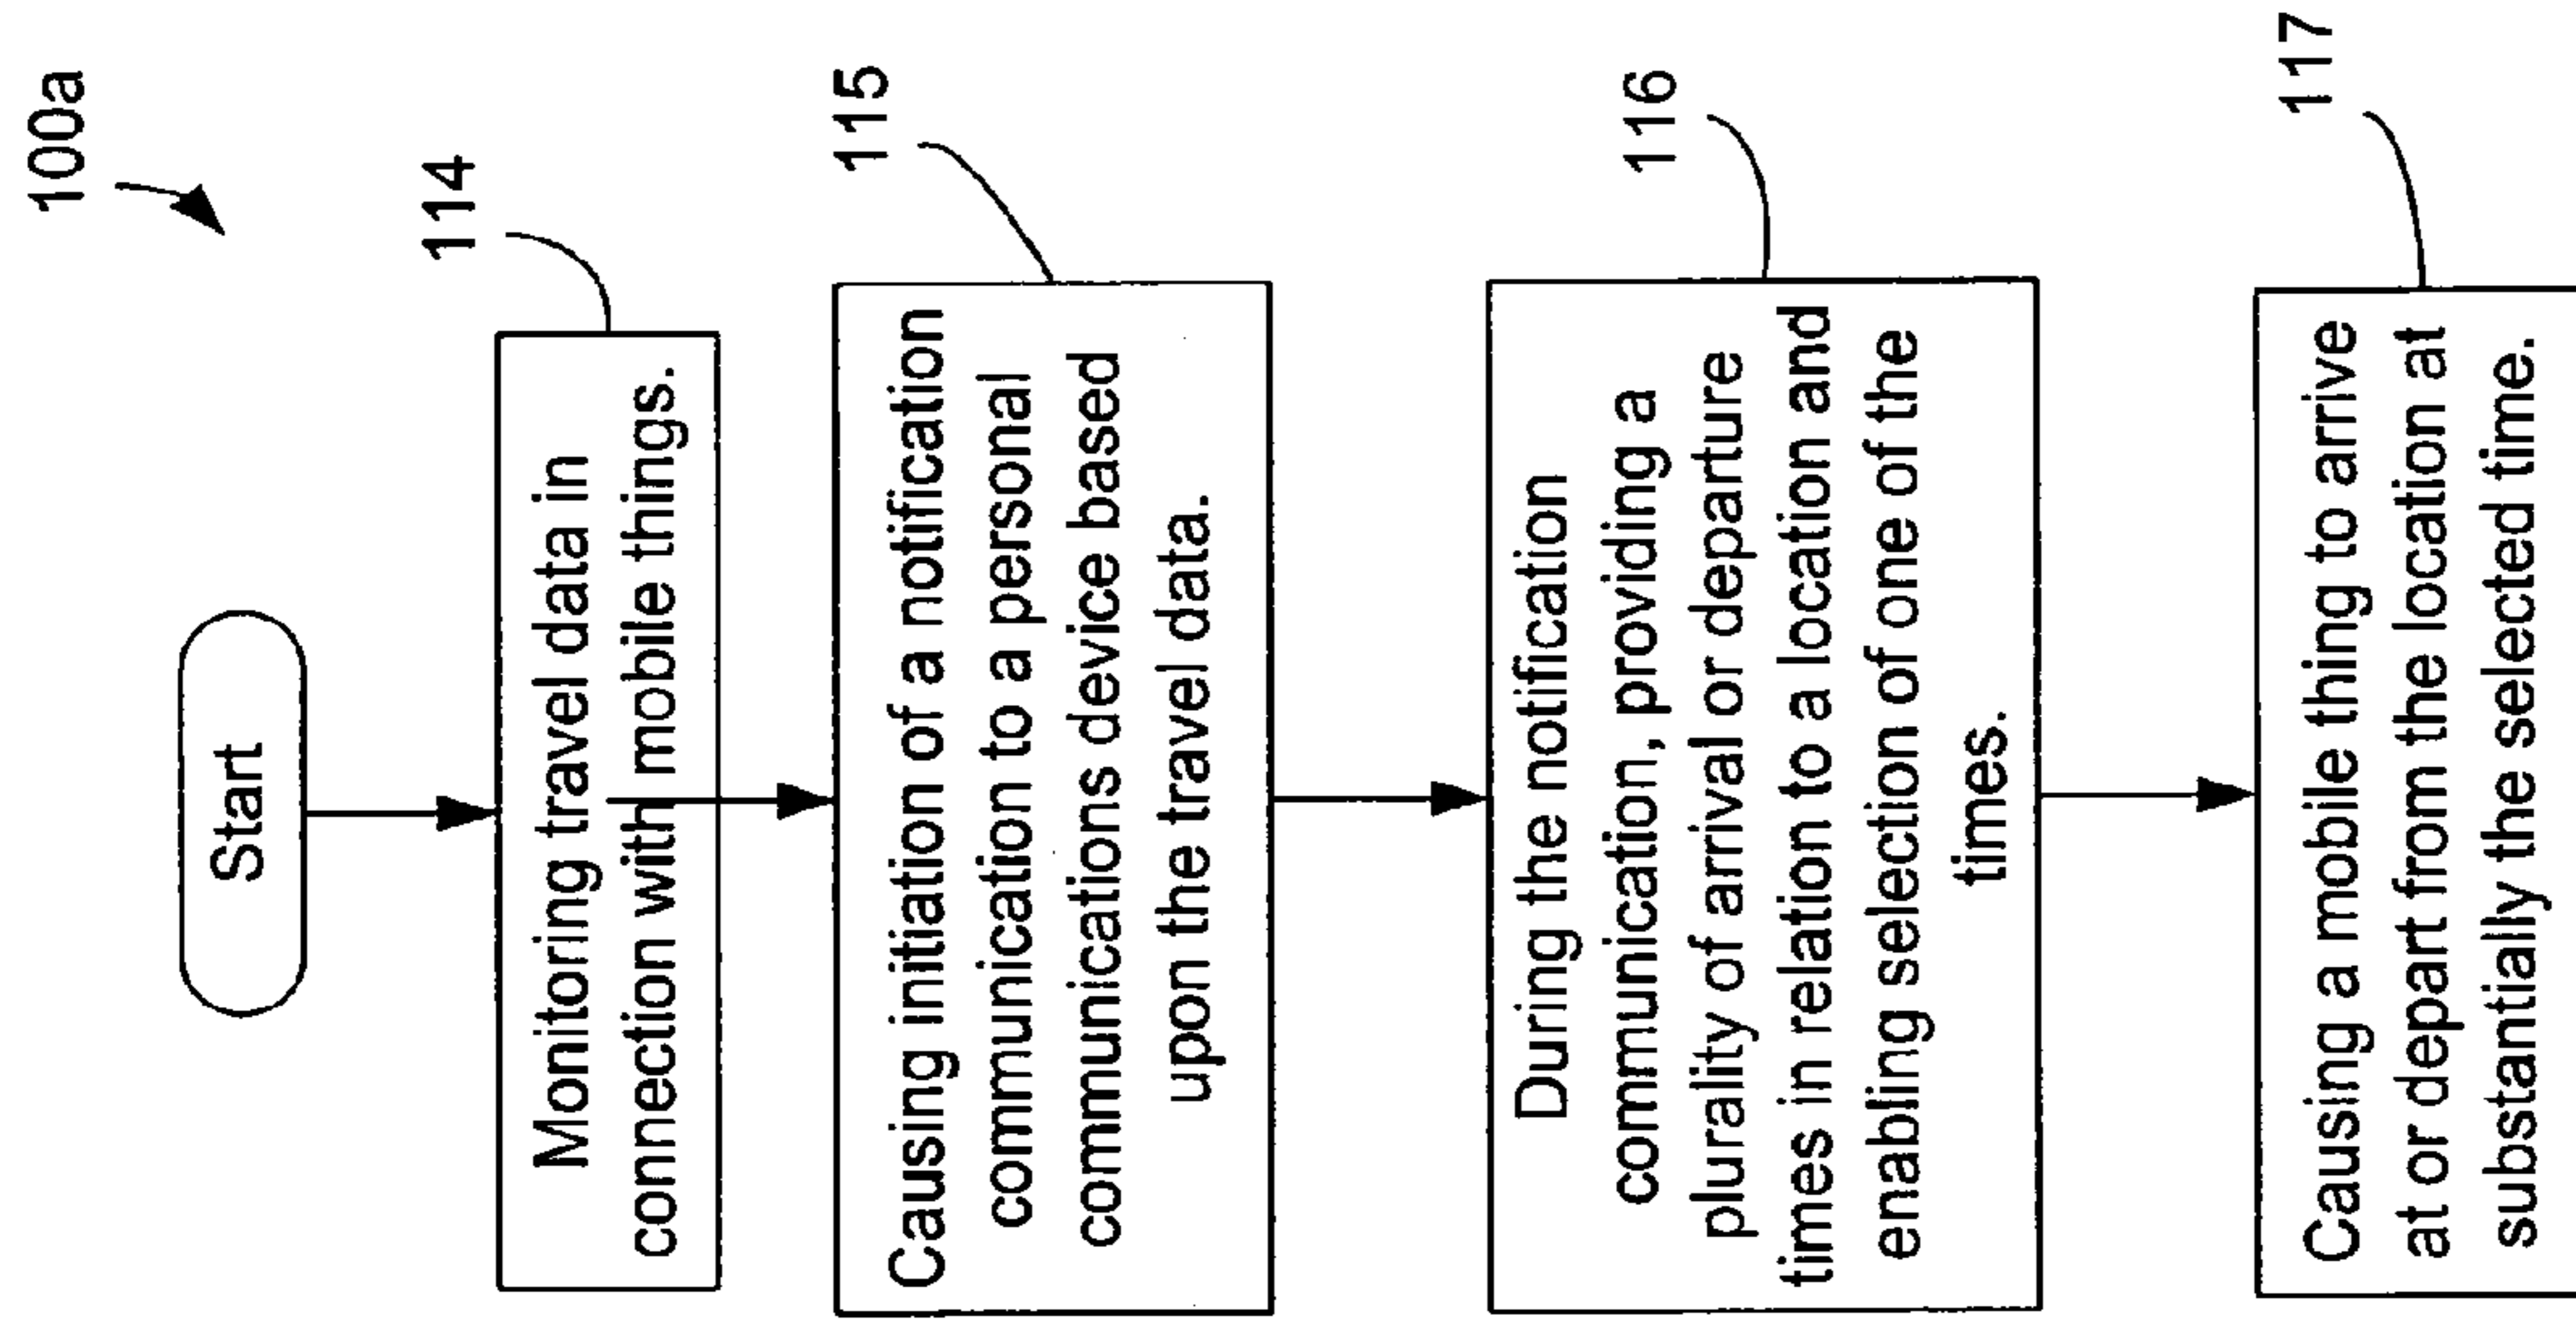 100a
Start
114
Monitoring travel data in
connection with mobile things.
115
Causing initiation of a notification
communication to a personal
communications device based
upon the travel data.
116
During the notification
communication, providing a
plurality of arrival or departure
times in relation to a location and
enabling selection of one of the
times.
117
Causing a mobile thing to arrive
at or depart from the location at
substantially the selected time.